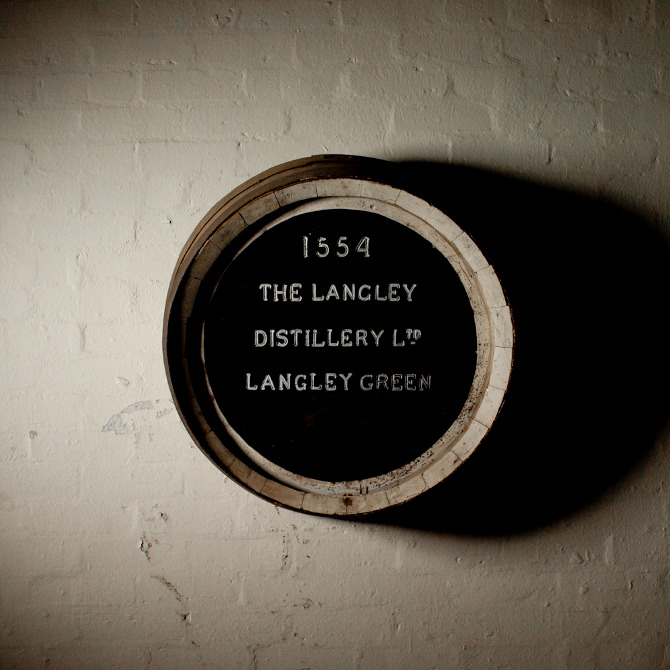 1554
THE LANGLEY
DISTILLERY LTD
LANGLEY GREEN